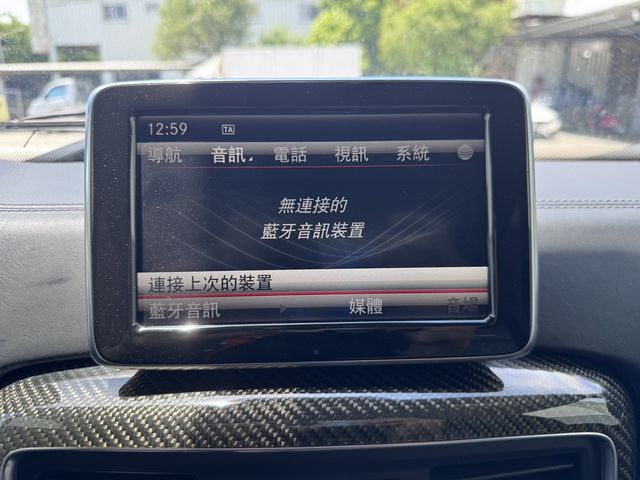 12:59 TA
導航 音訊 電話 視訊 系統
無連接的
藍牙音訊裝置
連接上次的裝置
藍牙音訊 媒體 音場